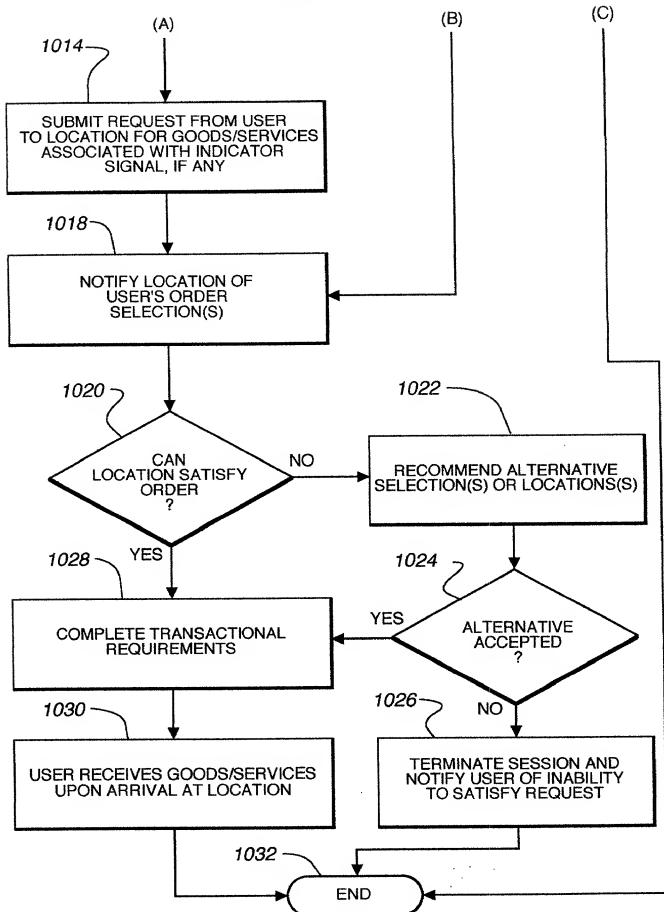 (A)
(B)
(C)
1014
SUBMIT REQUEST FROM USER
TO LOCATION FOR GOODS/SERVICES
ASSOCIATED WITH INDICATOR
SIGNAL, IF ANY
1018
NOTIFY LOCATION OF
USER'S ORDER
SELECTION(S)
1020
CAN
LOCATION SATISFY
ORDER
?
NO
YES
1022
RECOMMEND ALTERNATIVE
SELECTION(S) OR LOCATIONS(S)
1024
ALTERNATIVE
ACCEPTED
?
YES
NO
1028
COMPLETE TRANSACTIONAL
REQUIREMENTS
1026
TERMINATE SESSION AND
NOTIFY USER OF INABILITY
TO SATISFY REQUEST
1030
USER RECEIVES GOODS/SERVICES
UPON ARRIVAL AT LOCATION
1032
END